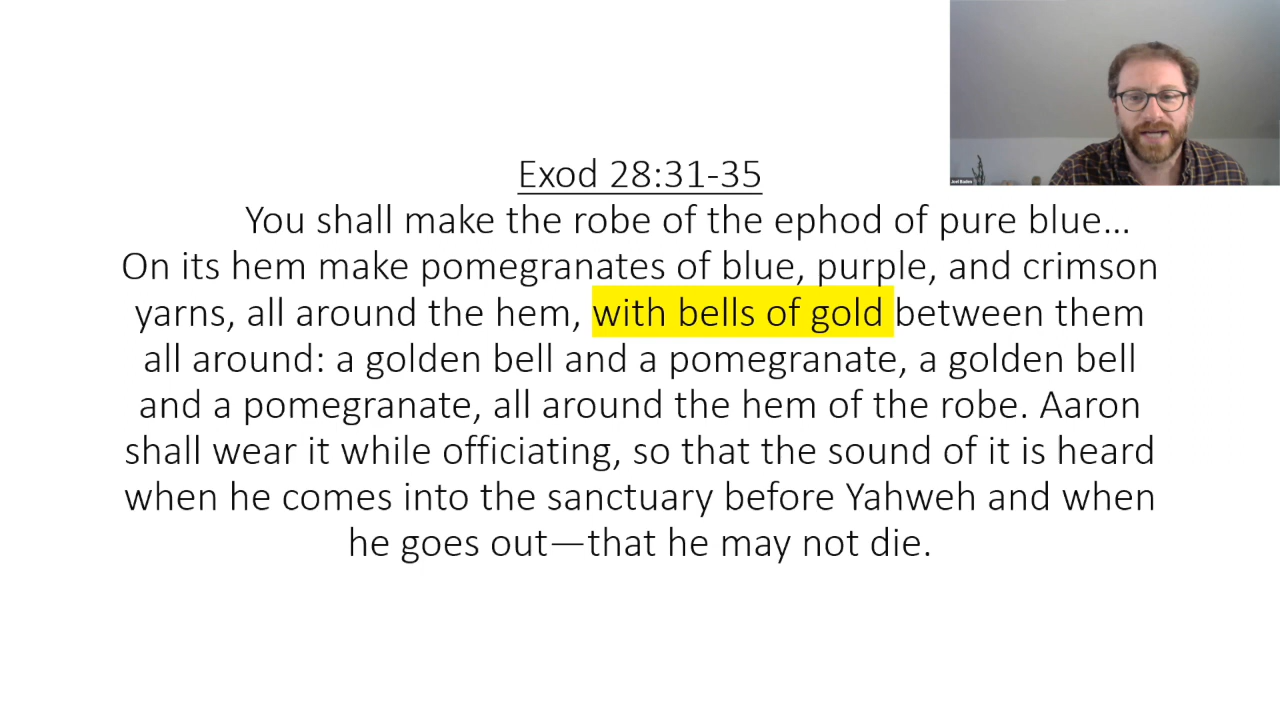 Exod 28:31-35
You shall make the robe of the ephod of pure blue…
On its hem make pomegranates of blue, purple, and crimson
yarns, all around the hem, with bells of gold between them
all around: a golden bell and a pomegranate, a golden bell
and a pomegranate, all around the hem of the robe. Aaron
shall wear it while officiating, so that the sound of it is heard
when he comes into the sanctuary before Yahweh and when
he goes out—that he may not die.